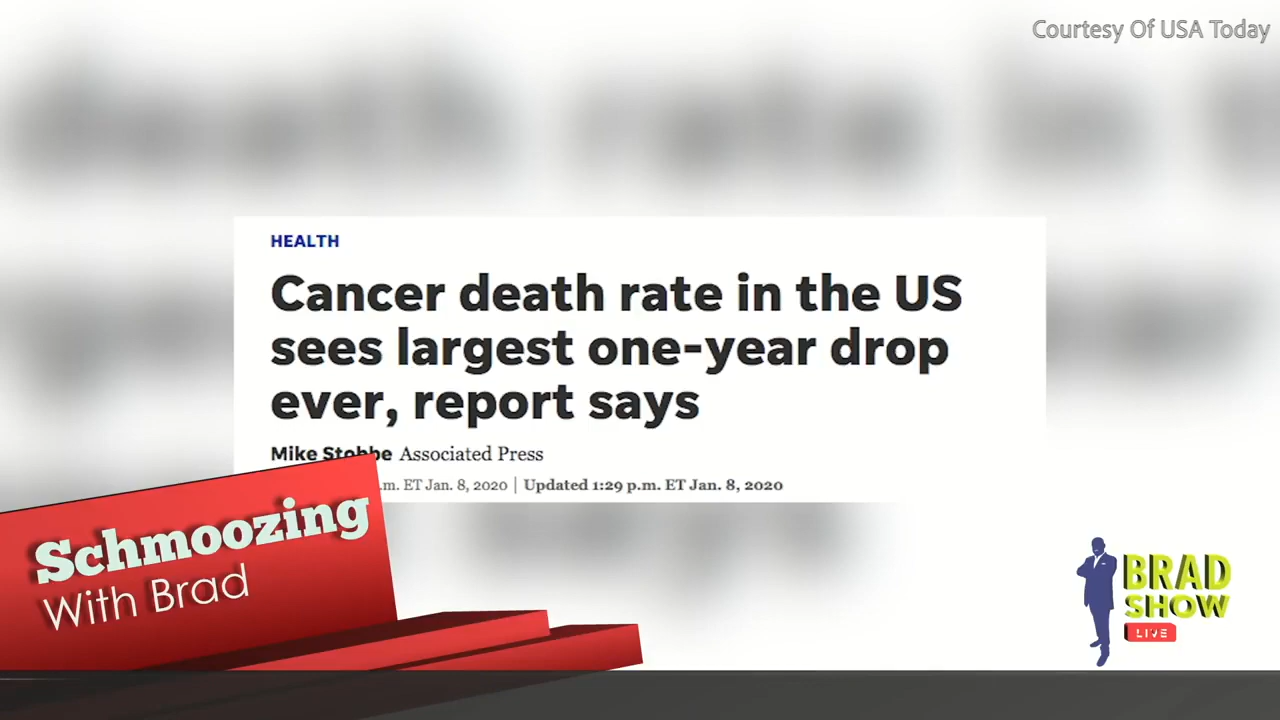 Courtesy Of USA Today
HEALTH
Cancer death rate in the US
sees largest one-year drop
ever, report says
Mike Stobbe Associated Press
.m. ET Jan. 8, 2020 | Updated 1:29 p.m. ET Jan. 8, 2020
Schmoozing
With Brad
BRAD
SHOW
LIVE